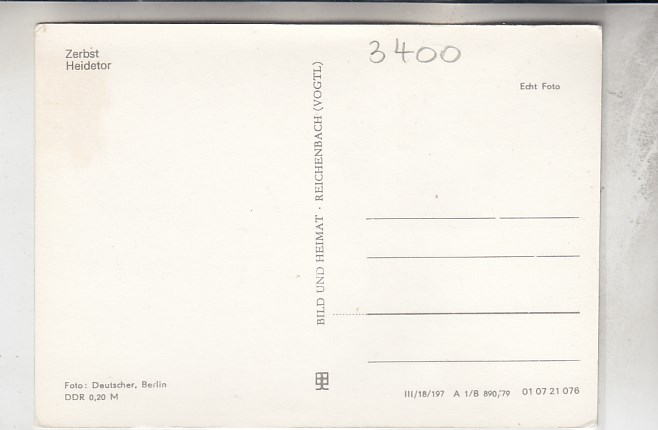 Zerbst
Heidetor
3400
Echt Foto
BILD UND HEIMAT · REICHENBACH (VOGTL)
Foto: Deutscher, Berlin
DDR 0,20 M
III/18/197 A 1/B 890/79 01 07 21 076